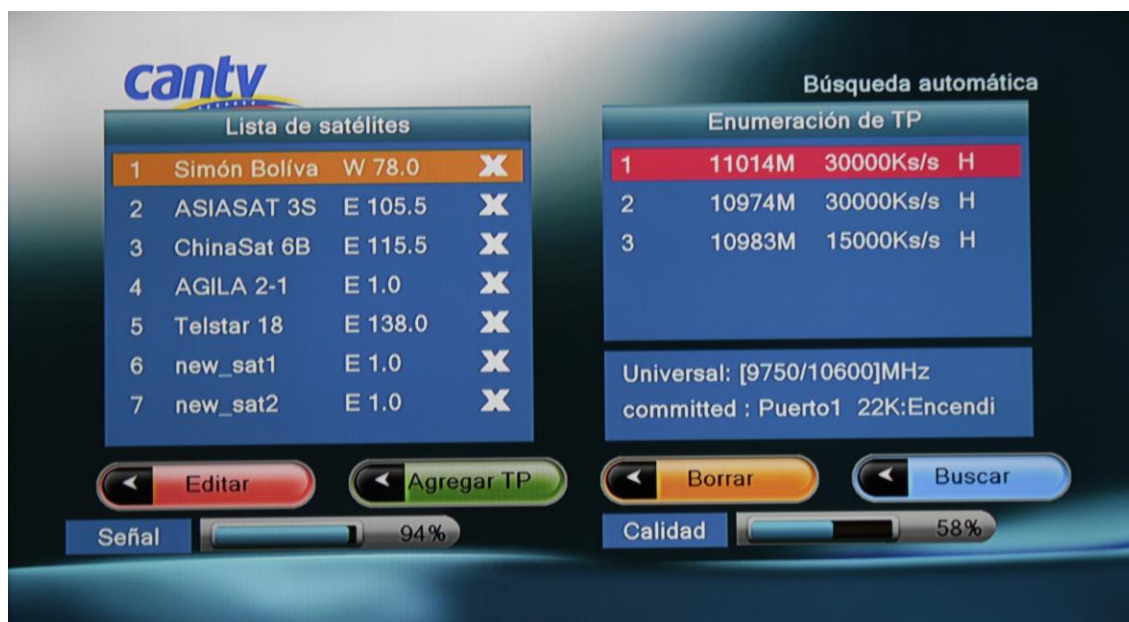 cantv
Búsqueda automática
Lista de satélites
1 Simón Bolíva W 78.0 X
2 ASIASAT 3S E 105.5 X
3 ChinaSat 6B E 115.5 X
4 AGILA 2-1 E 1.0 X
5 Telstar 18 E 138.0 X
6 new_sat1 E 1.0 X
7 new_sat2 E 1.0 X
Enumeración de TP
1 11014M 30000Ks/s H
2 10974M 30000Ks/s H
3 10983M 15000Ks/s H
Universal: [9750/10600]MHz
committed : Puerto1 22K:Encendi
Editar
Agregar TP
Borrar
Buscar
Señal 94%
Calidad 58%